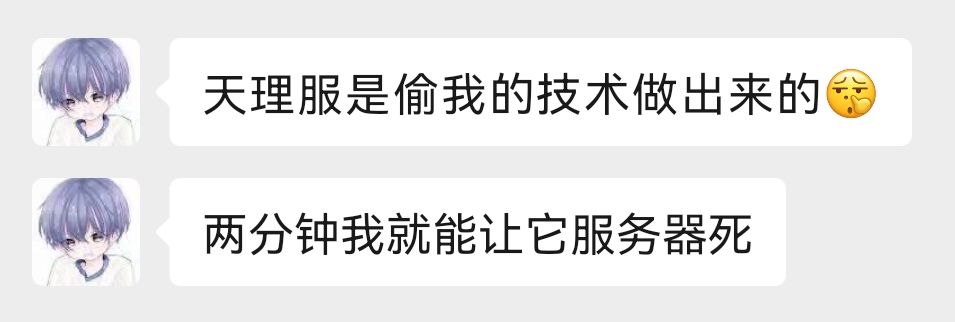 天理服是偷我的技术做出来的🤫
两分钟我就能让它服务器死